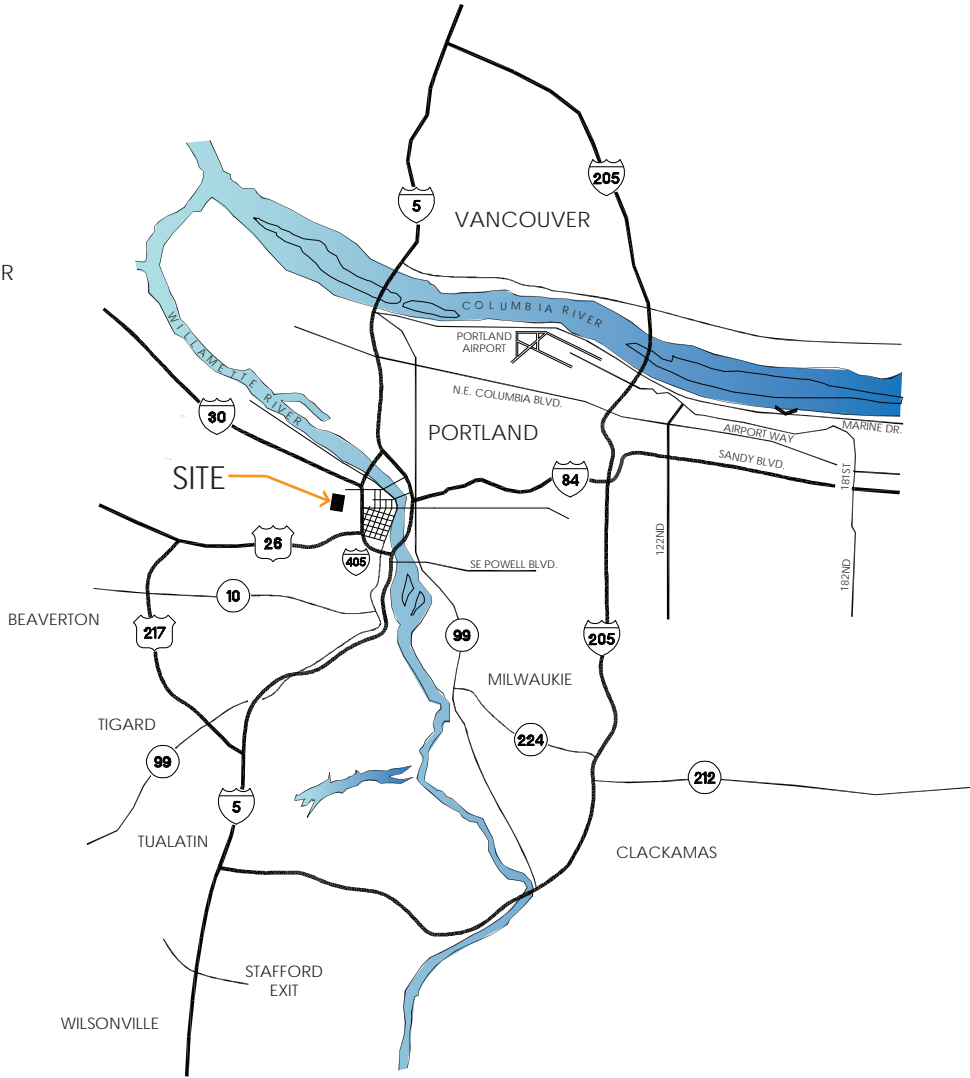 205
5
VANCOUVER
R
COLUMBIA RIVER
WILLAMETTE RIVER
PORTLAND
AIRPORT
N.E. COLUMBIA BLVD.
30
PORTLAND
MARINE DR.
AIRPORT WAY
SANDY BLVD.
SITE
84
181ST
26
405
122ND
SE POWELL BLVD.
182ND
10
BEAVERTON
217
99
205
MILWAUKIE
TIGARD
224
99
212
5
TUALATIN
CLACKAMAS
STAFFORD
EXIT
WILSONVILLE